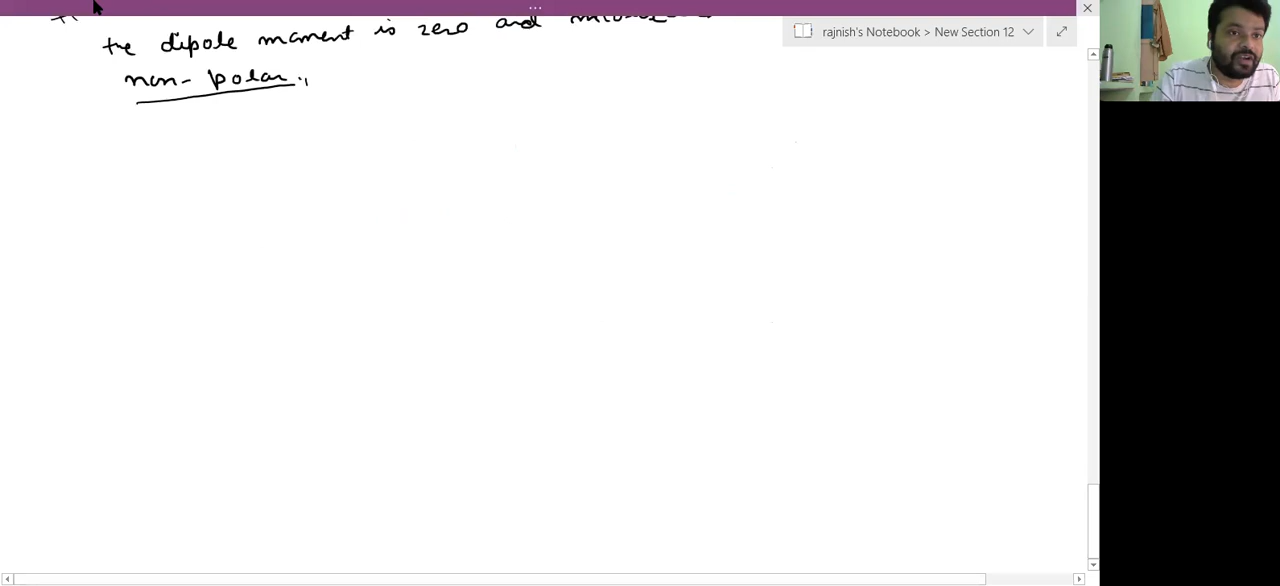 rajnish's Notebook > New Section 12
the dipole moment is zero and
non-polar.